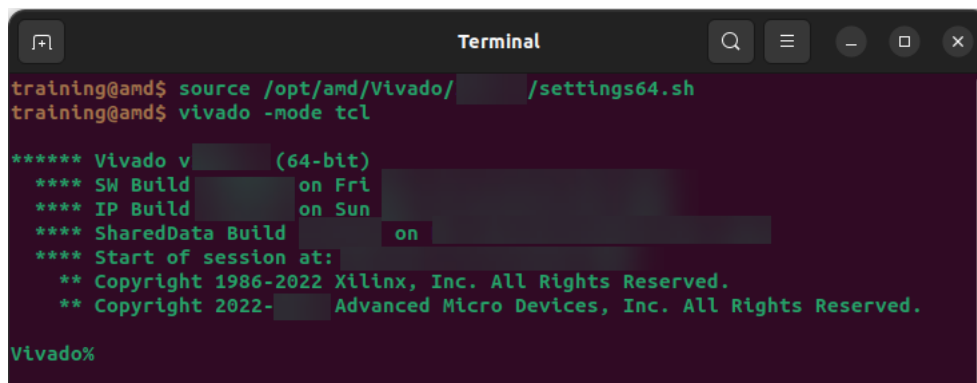 Terminal
training@amd$ source /opt/amd/Vivado/ /settings64.sh
training@amd$ vivado -mode tcl
****** Vivado v (64-bit)
**** SW Build on Fri
**** IP Build on Sun
**** SharedData Build on
**** Start of session at:
** Copyright 1986-2022 Xilinx, Inc. All Rights Reserved.
** Copyright 2022- Advanced Micro Devices, Inc. All Rights Reserved.
Vivado%